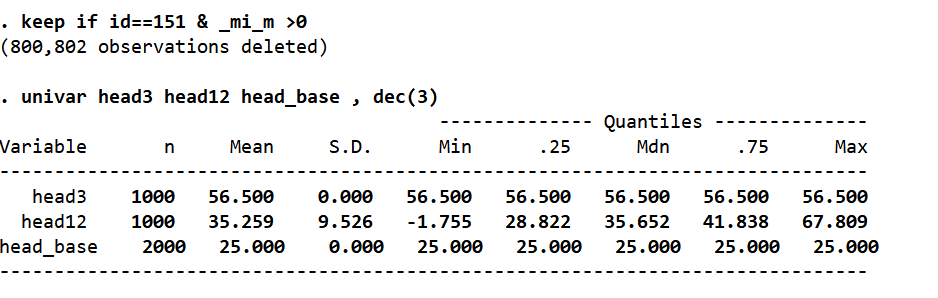 . keep if id==151 & _mi_m >0
(800,802 observations deleted)
. univar head3 head12 head_base , dec(3)
-------------- Quantiles --------------
Variable n Mean S.D. Min .25 Mdn .75 Max
-------------------------------------------------------------------------------
head3 1000 56.500 0.000 56.500 56.500 56.500 56.500 56.500
head12 1000 35.259 9.526 -1.755 28.822 35.652 41.838 67.809
head_base 2000 25.000 0.000 25.000 25.000 25.000 25.000 25.000
-------------------------------------------------------------------------------